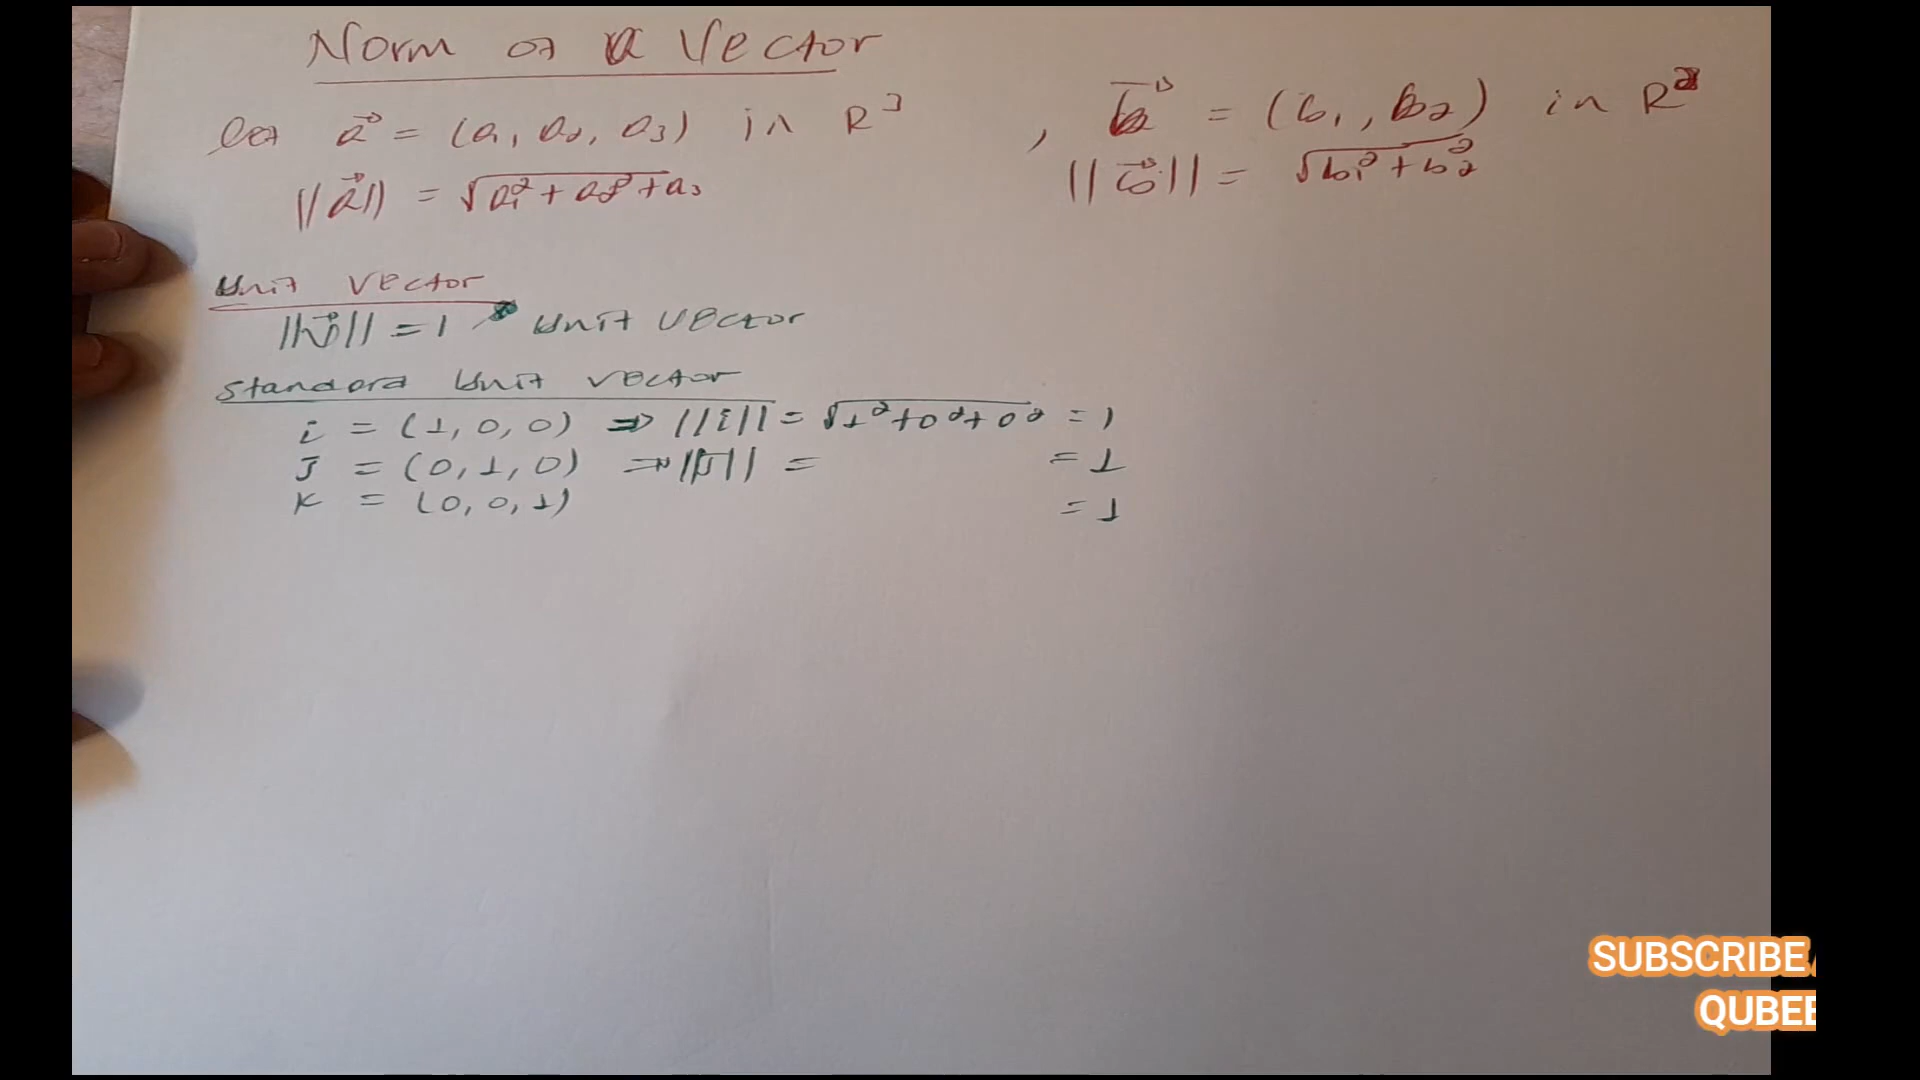 Norm of a Vector
let a⃗ = (a₁, a₂, a₃) in R³ , b⃗ = (b₁, b₂) in R²
||a⃗|| = √a₁² + a₂² + a₃ ||b⃗|| = √b₁² + b₂²
Unit Vector
||v⃗|| = 1 → Unit vector
Standard Unit vector
i = (1, 0, 0) ⇒ ||i|| = √1² + 0² + 0² = 1
J = (0, 1, 0) ⇒ ||J|| = = 1
K = (0, 0, 1) = 1
SUBSCRIBE
QUBEE